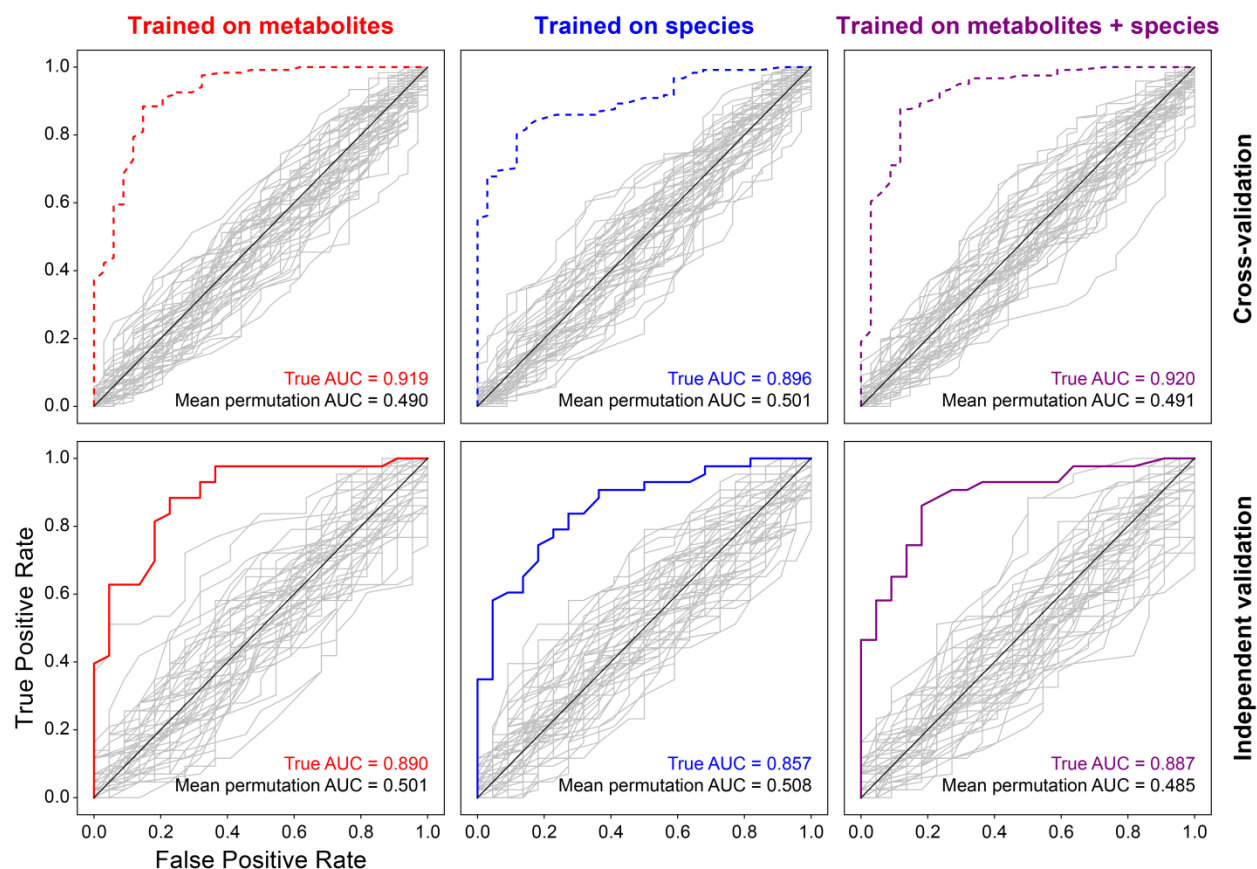 Trained on metabolites
Trained on species
Trained on metabolites + species
1.0
0.8
0.6
0.4
0.2
0.0
True AUC = 0.919
Mean permutation AUC = 0.490
True AUC = 0.896
Mean permutation AUC = 0.501
True AUC = 0.920
Mean permutation AUC = 0.491
Cross-validation
True Positive Rate
1.0
0.8
0.6
0.4
0.2
0.0
True AUC = 0.890
Mean permutation AUC = 0.501
True AUC = 0.857
Mean permutation AUC = 0.508
True AUC = 0.887
Mean permutation AUC = 0.485
Independent validation
0.0 0.2 0.4 0.6 0.8 1.0
0.0 0.2 0.4 0.6 0.8 1.0
0.0 0.2 0.4 0.6 0.8 1.0
False Positive Rate